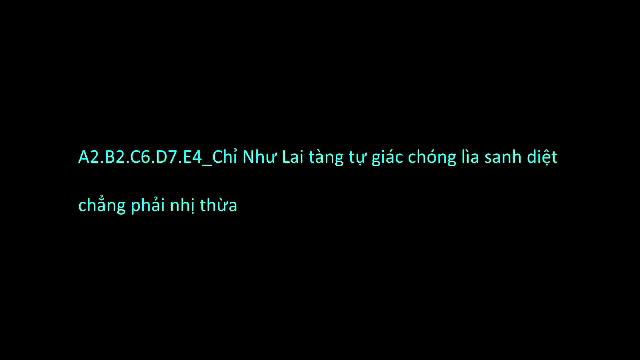 A2.B2.C6.D7.E4_Chỉ Như Lai tàng tự giác chóng lìa sanh diệt
chẳng phải nhị thừa